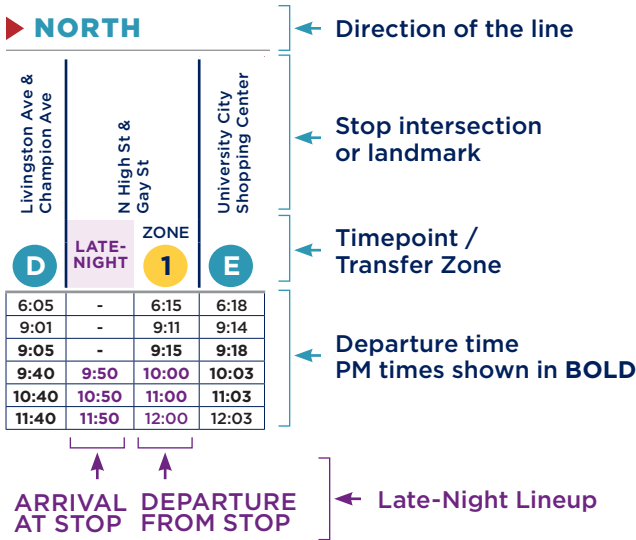 NORTH
Direction of the line
Livingston Ave &
Champion Ave
N High St &
Gay St
University City
Shopping Center
Stop intersection
or landmark
D
LATE-
NIGHT
ZONE
1
E
Timepoint /
Transfer Zone
6:05 - 6:15 6:18
9:01 - 9:11 9:14
9:05 - 9:15 9:18
9:40 9:50 10:00 10:03
10:40 10:50 11:00 11:03
11:40 11:50 12:00 12:03
Departure time
PM times shown in BOLD
ARRIVAL
AT STOP
DEPARTURE
FROM STOP
Late-Night Lineup